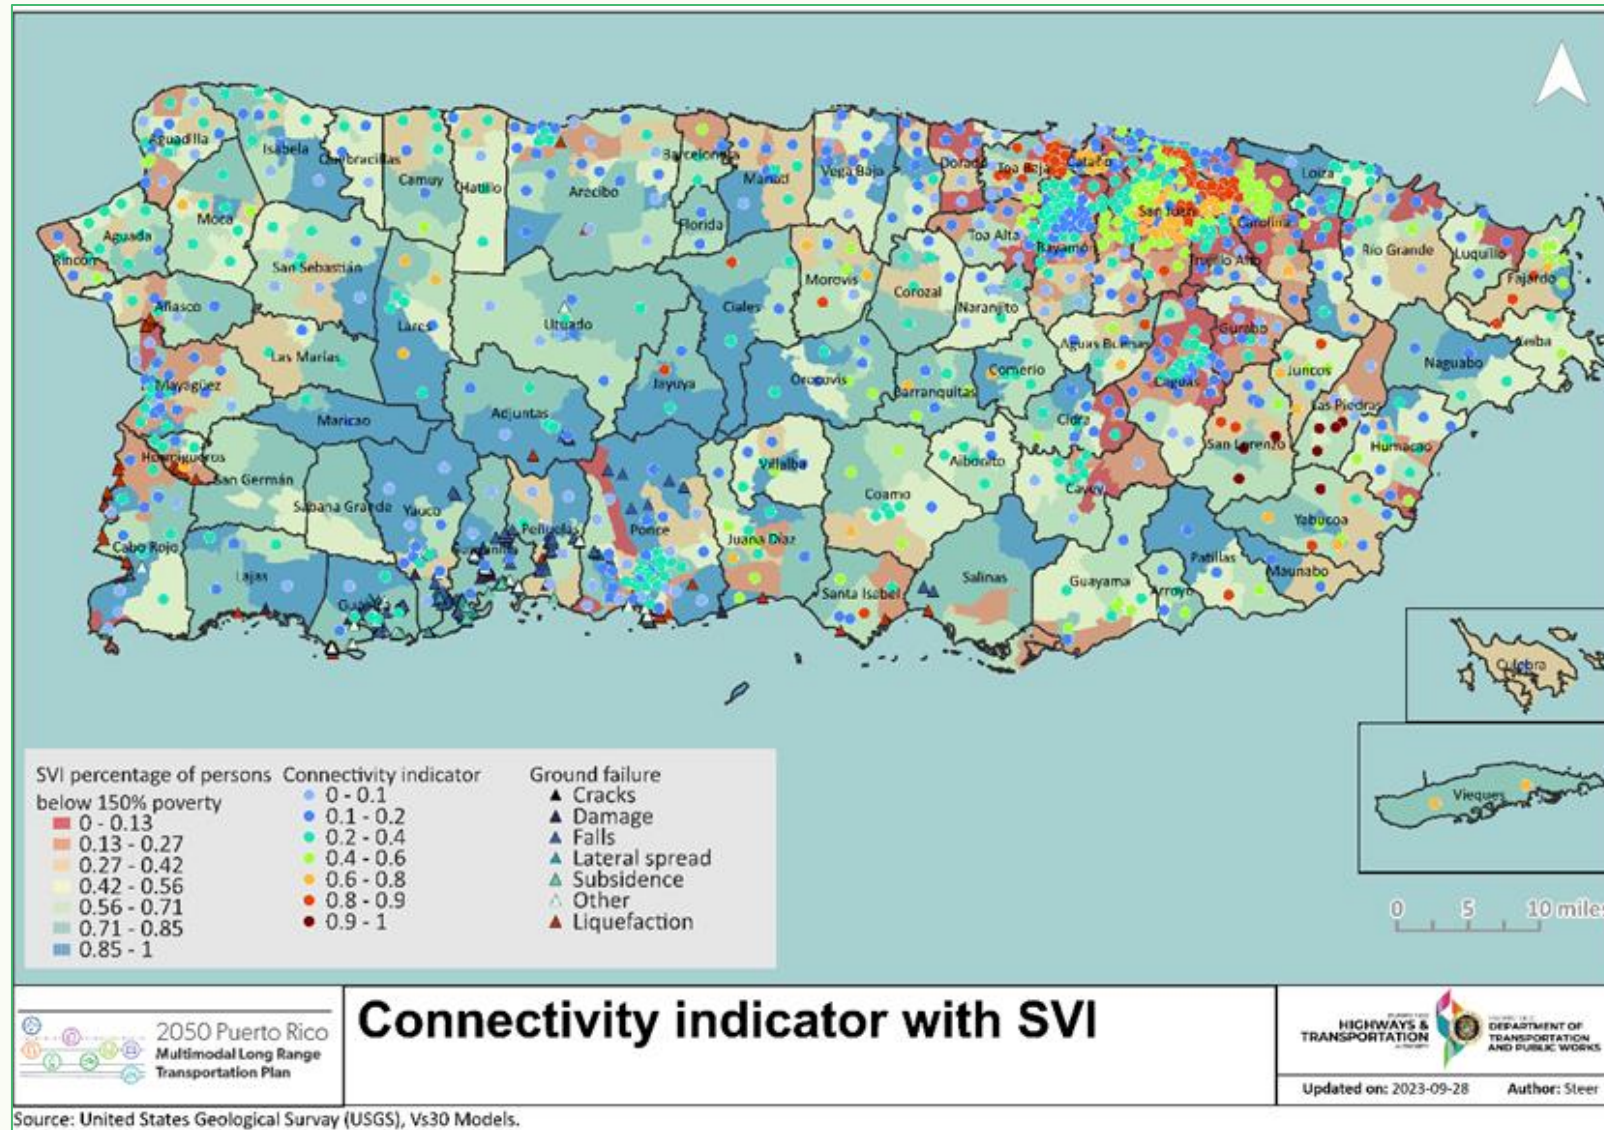 Aguadilla
Isabela
Quebradillas
Camuy
Hatillo
Arecibo
Barceloneta
Manatí
Vega Baja
Dorado
Toa Baja
Cataño
San Juan
Carolina
Loiza
Moca
Florida
Toa Alta
Bayamón
Trujillo Alto
Río Grande
Luquillo
Fajardo
Aguada
Rincón
San Sebastián
Morovis
Corozal
Naranjito
Añasco
Lares
Utuado
Ciales
Gurabo
Aguas Buenas
Ceiba
Las Marías
Mayagüez
Jayuya
Orocovis
Barranquitas
Comerío
Caguas
Juncos
Naguabo
Maricao
Adjuntas
Cidra
Las Piedras
Hormigueros
San Germán
Sabana Grande
Yauco
Villalba
Aibonito
San Lorenzo
Humacao
Cayey
Coamo
Peñuelas
Ponce
Juana Díaz
Yabucoa
Cabo Rojo
Lajas
Patillas
Maunabo
Salinas
Guayama
Arroyo
Santa Isabel
Culebra
Vieques
SVI percentage of persons
below 150% poverty
0 - 0.13
0.13 - 0.27
0.27 - 0.42
0.42 - 0.56
0.56 - 0.71
0.71 - 0.85
0.85 - 1
Connectivity indicator
0 - 0.1
0.1 - 0.2
0.2 - 0.4
0.4 - 0.6
0.6 - 0.8
0.8 - 0.9
0.9 - 1
Ground failure
Cracks
Damage
Falls
Lateral spread
Subsidence
Other
Liquefaction
0 5 10 miles
2050 Puerto Rico
Multimodal Long Range
Transportation Plan
Connectivity indicator with SVI
HIGHWAYS &
TRANSPORTATION
DEPARTMENT OF
TRANSPORTATION
AND PUBLIC WORKS
Updated on: 2023-09-28 Author: Steer
Source: United States Geological Survay (USGS), Vs30 Models.